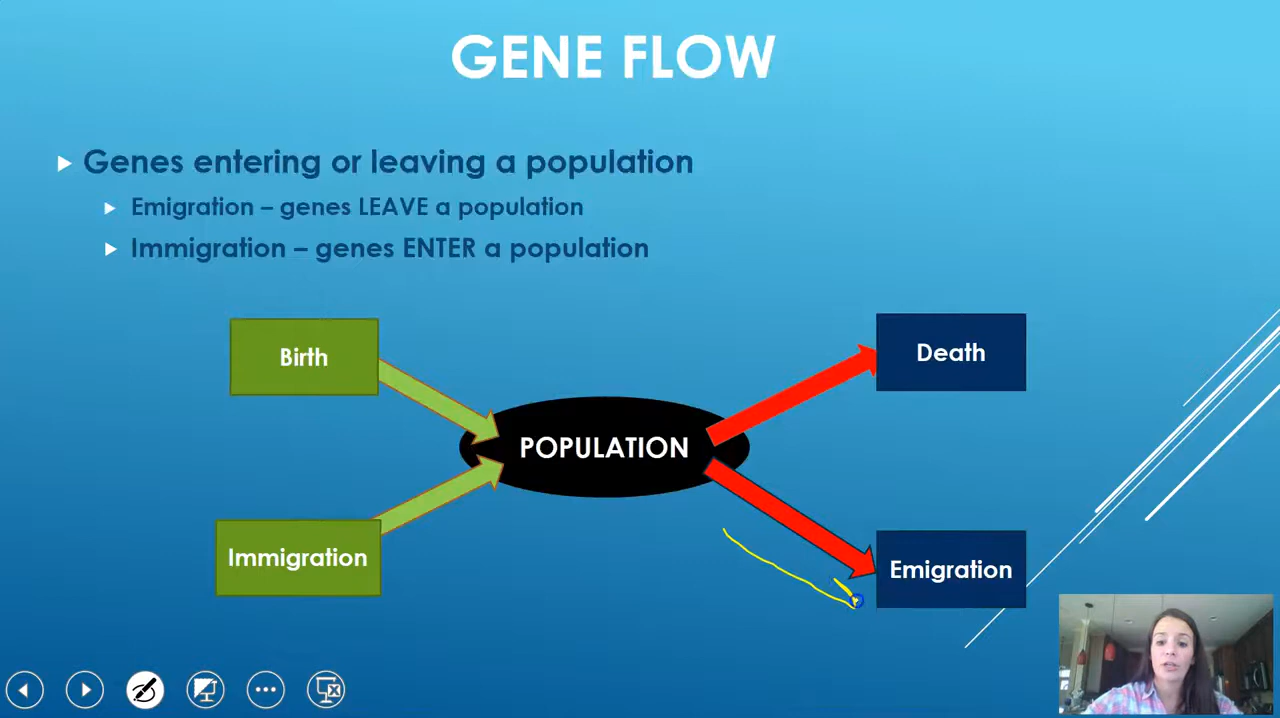 GENE FLOW
Genes entering or leaving a population
Emigration – genes LEAVE a population
Immigration – genes ENTER a population
Birth
Death
POPULATION
Immigration
Emigration